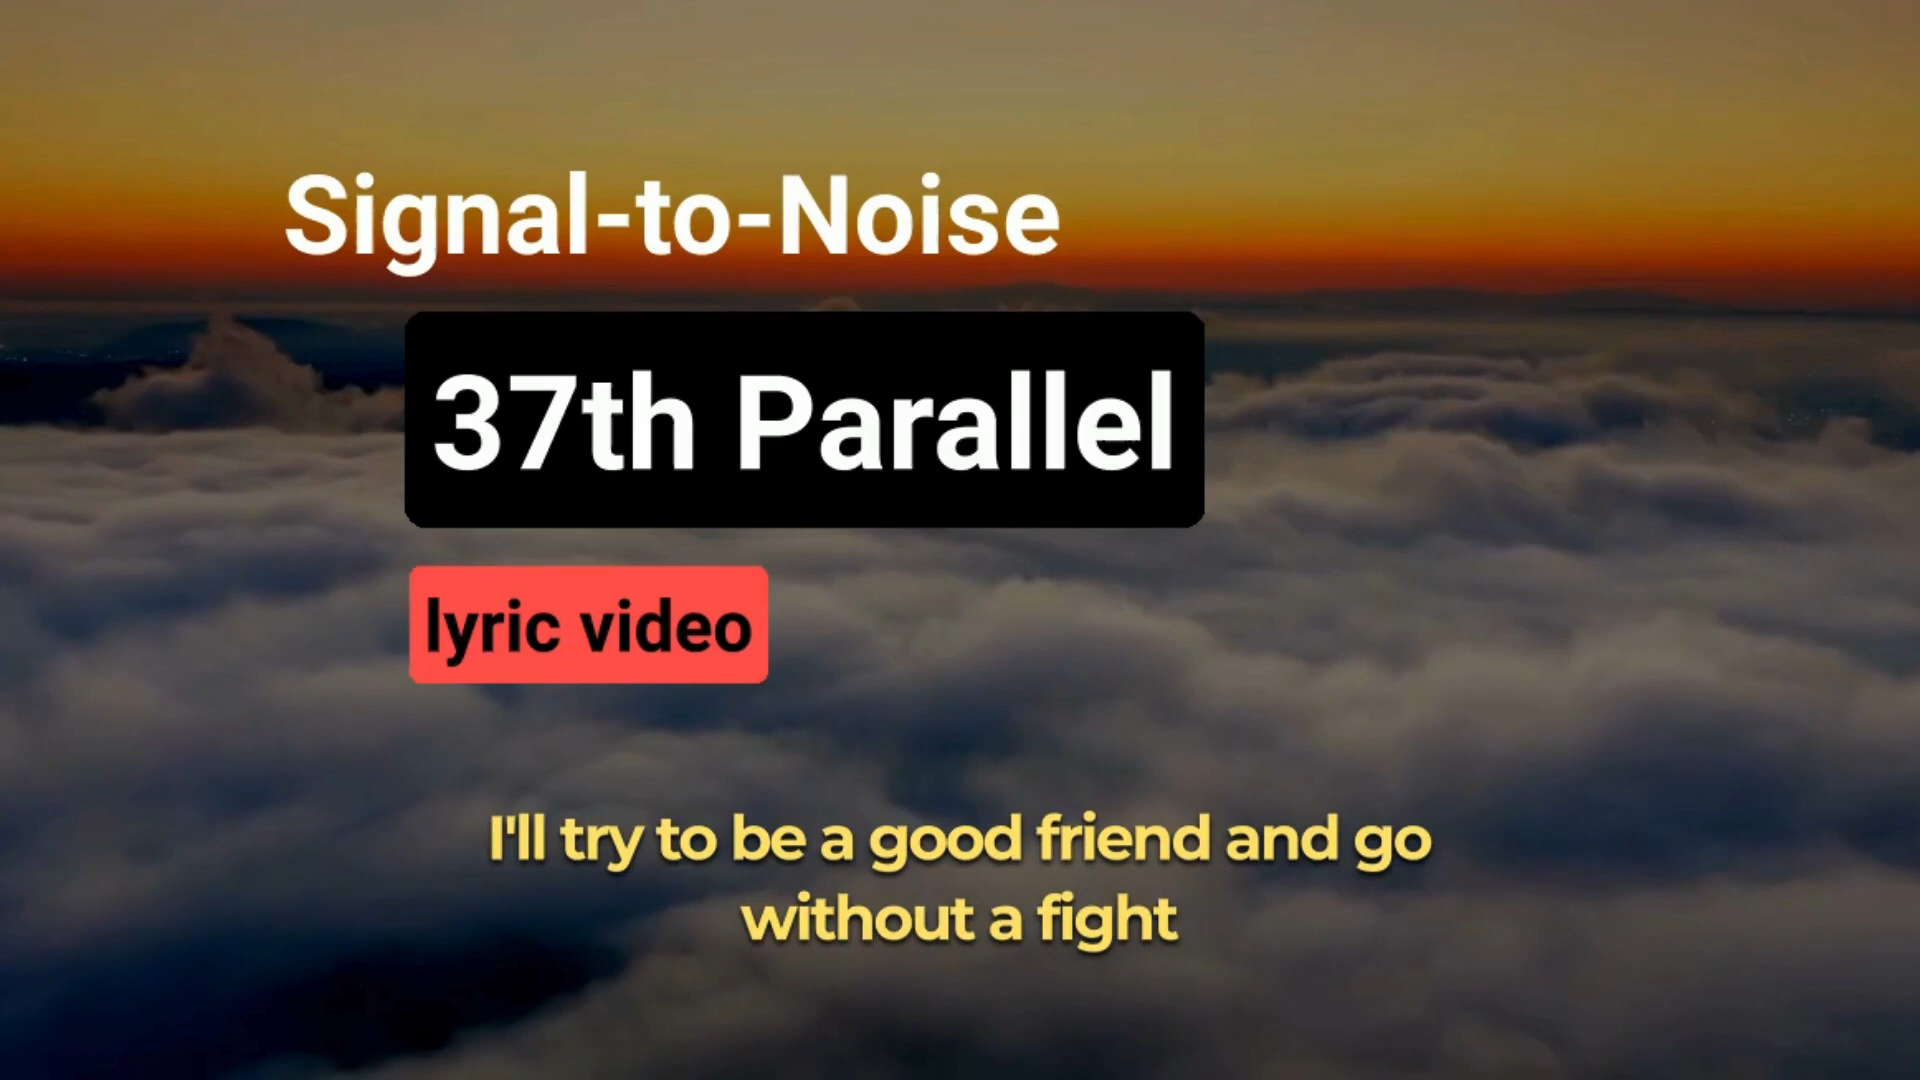 Signal-to-Noise
37th Parallel
lyric video
I'll try to be a good friend and go
without a fight